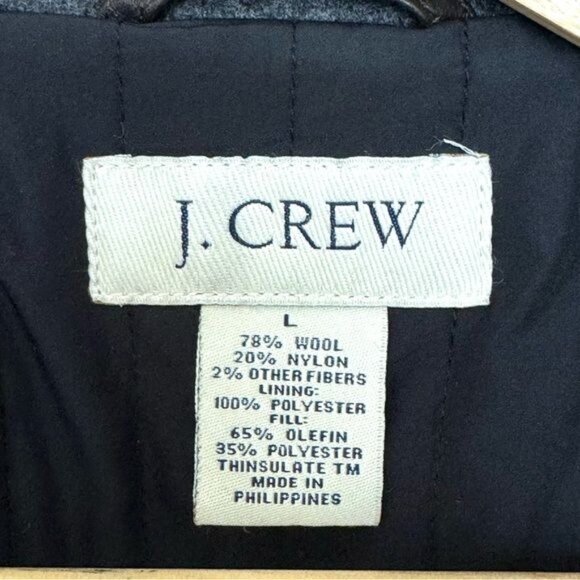 J. CREW
L
78% WOOL
20% NYLON
2% OTHER FIBERS
LINING:
100% POLYESTER
FILL:
65% OLEFIN
35% POLYESTER
THINSULATE TM
MADE IN
PHILIPPINES